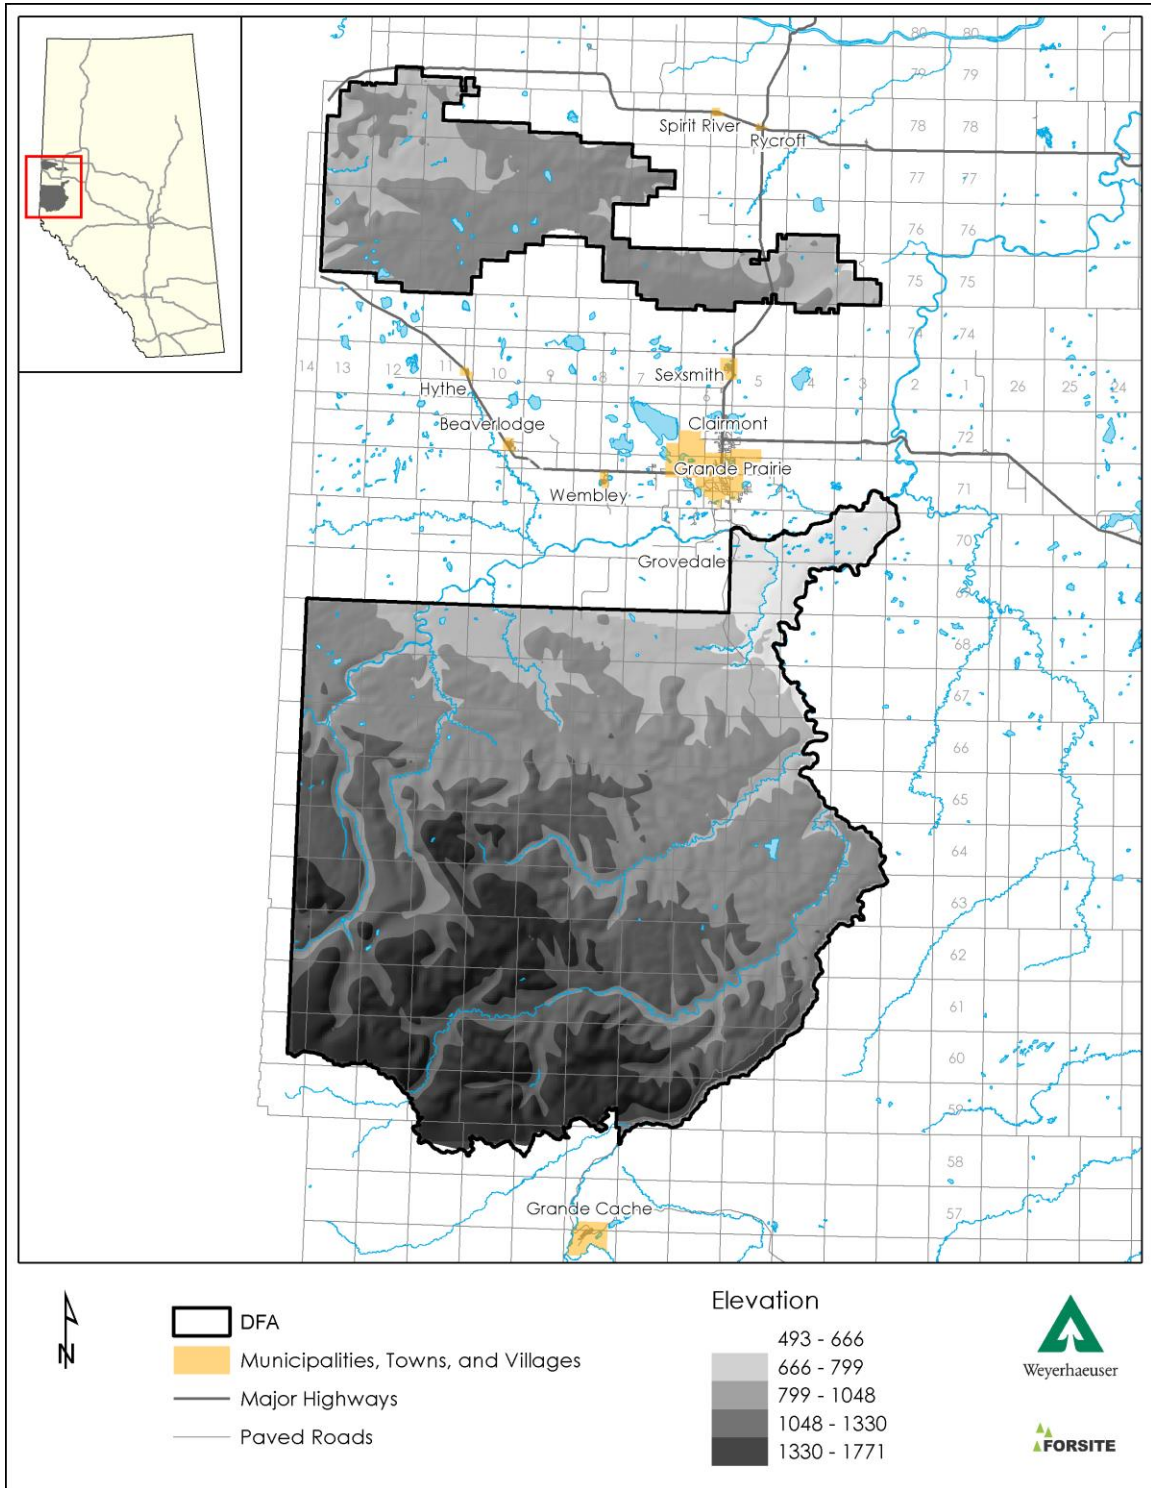 80 80
79 79
Spirit River
78 78
Rycroft
77 77
76 76
75 75
74 74
14 13 12 11 10 9 8 7 6 5 4 3 2 1 26 25 24
Sexsmith
Hythe
Beaverlodge
Clairmont
72
Grande Prairie
Wembley
71
70
Grovedale
69
68
67
66
65
64
63
62
61
60
59
58
Grande Cache
57
N
DFA
Municipalities, Towns, and Villages
Major Highways
Paved Roads
Elevation
493 - 666
666 - 799
799 - 1048
1048 - 1330
1330 - 1771
Weyerhaeuser
FORSITE